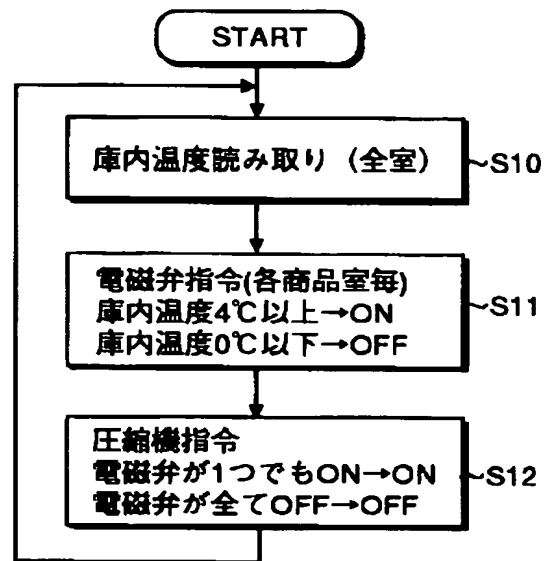 START
庫内温度読み取り（全室）
~S10
電磁弁指令(各商品室毎)
庫内温度4℃以上→ON
庫内温度0℃以下→OFF
~S11
圧縮機指令
電磁弁が1つでもON→ON
電磁弁が全てOFF→OFF
~S12